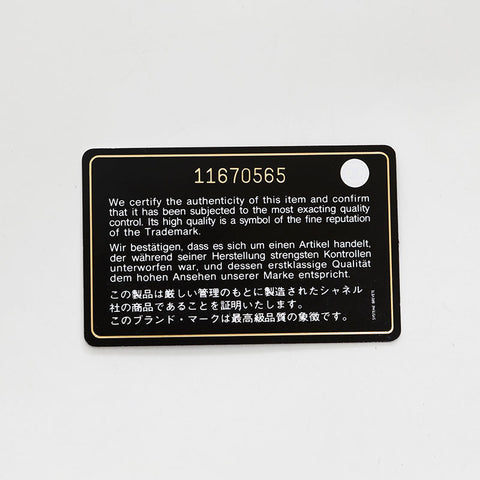 11670565
We certify the authenticity of this item and confirm
that it has been subjected to the most exacting quality
control. Its high quality is a symbol of the fine reputation
of the Trademark.
Wir bestätigen, dass es sich um einen Artikel handelt,
der während seiner Herstellung strengsten Kontrollen
unterworfen war, und dessen erstklassige Qualität
dem hohen Ansehen unserer Marke entspricht.
この製品は厳しい管理のもとに製造されたシャネル
社の商品であることを証明いたします。
このブランド・マークは最高級品質の象徴です。